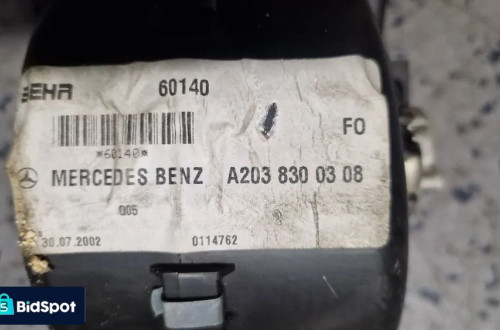 BEHR 60140
*60140*
FO
MERCEDES BENZ A203 830 03 08
005
30.07.2002 0114762
BidSpot